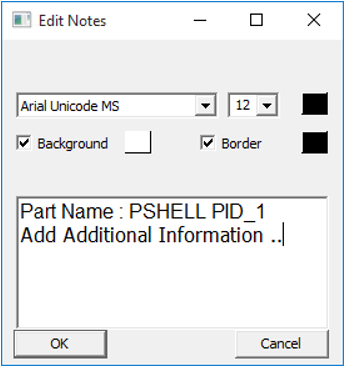 Edit Notes
Arial Unicode MS 12
Background Border
Part Name : PSHELL PID_1
Add Additional Information ..
OK Cancel